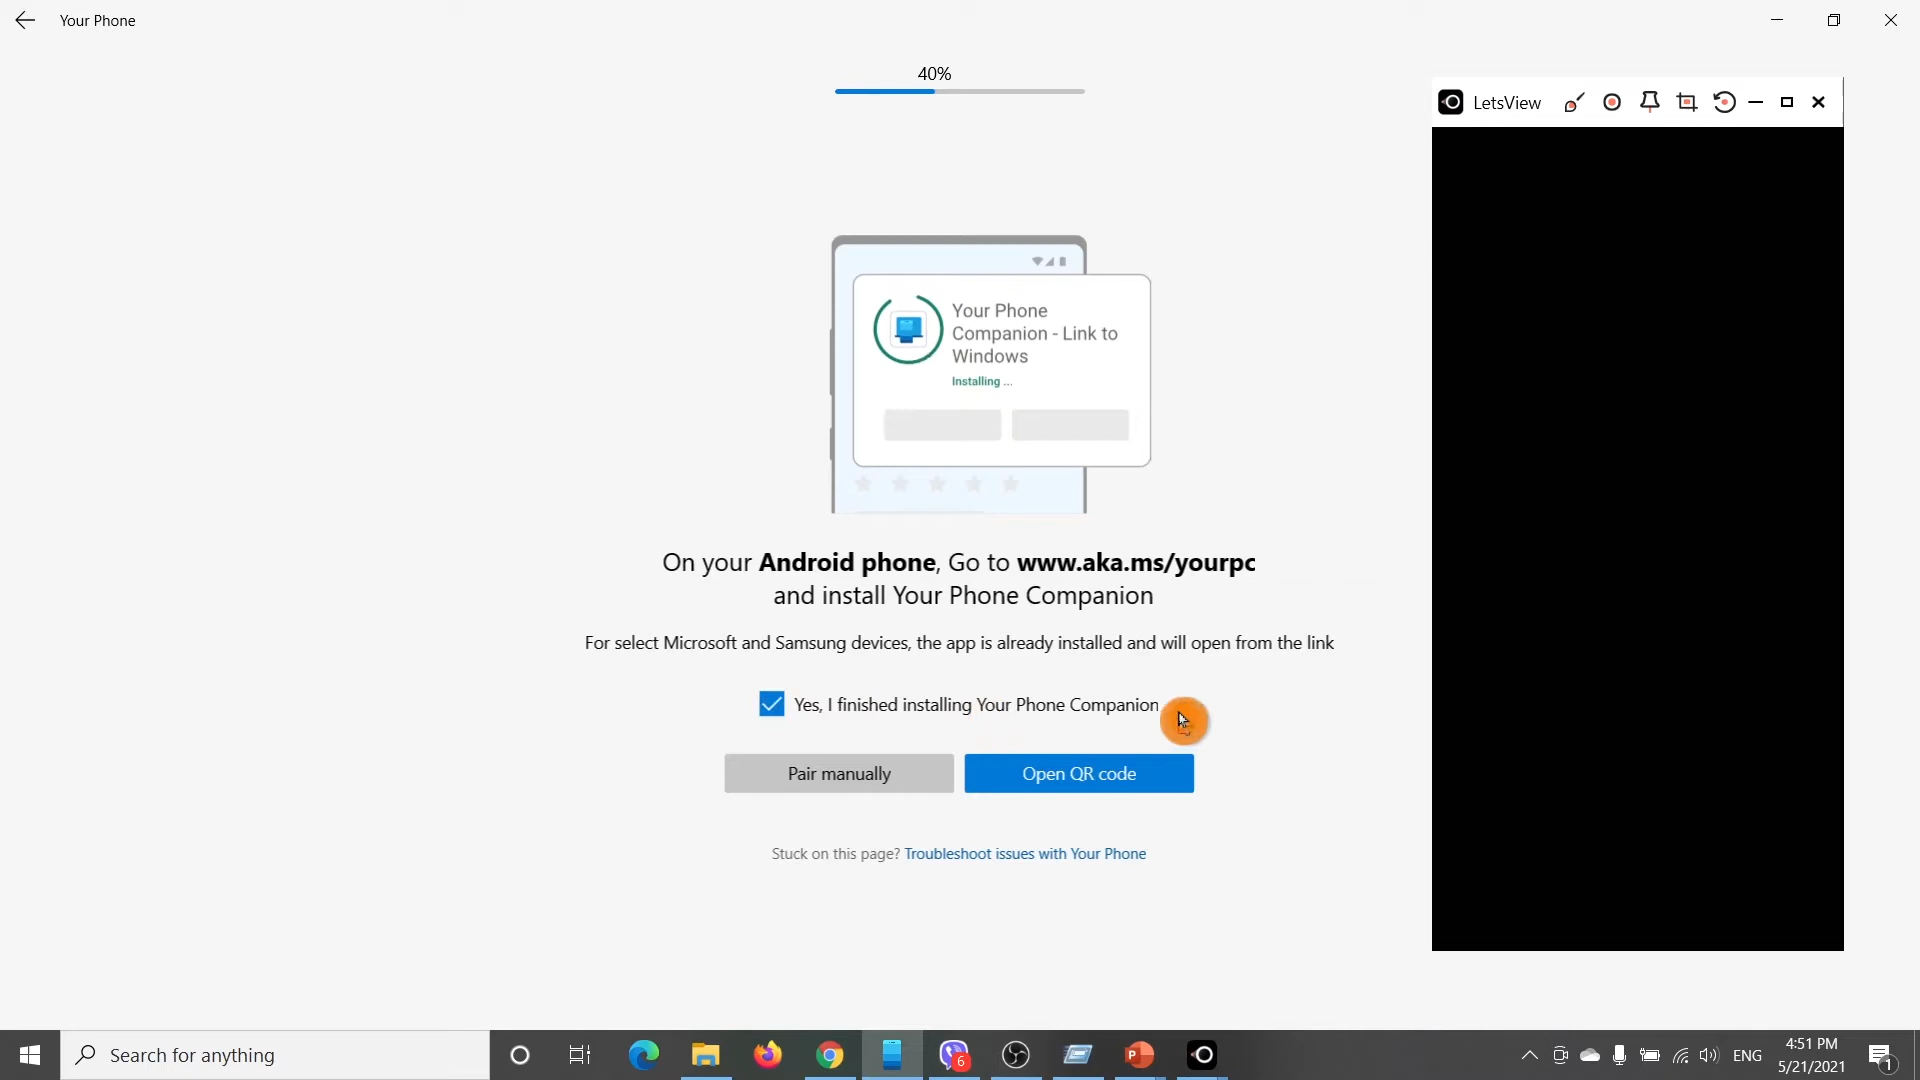 Your Phone
40%
LetsView
Your Phone
Companion - Link to
Windows
Installing ...
On your Android phone, Go to www.aka.ms/yourpc
and install Your Phone Companion
For select Microsoft and Samsung devices, the app is already installed and will open from the link
Yes, I finished installing Your Phone Companion
Pair manually
Open QR code
Stuck on this page? Troubleshoot issues with Your Phone
Search for anything
6
P
ENG
4:51 PM
5/21/2021
1